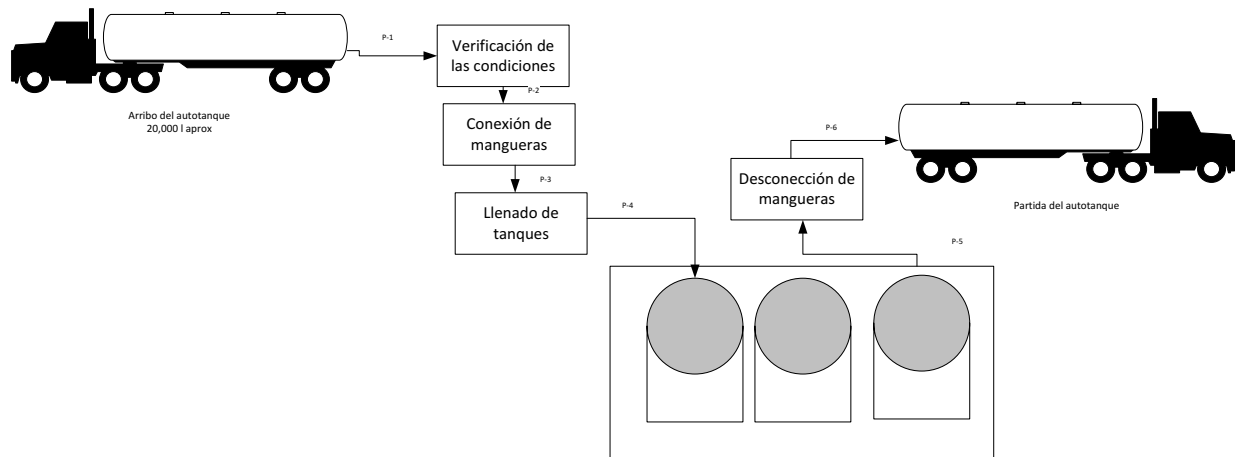 P-1
Verificación de
las condiciones
Arribo del autotanque
20,000 l aprox
P-2
Conexión de
mangueras
P-3
Llenado de
tanques
P-4
P-5
Desconección de
mangueras
P-6
Partida del autotanque